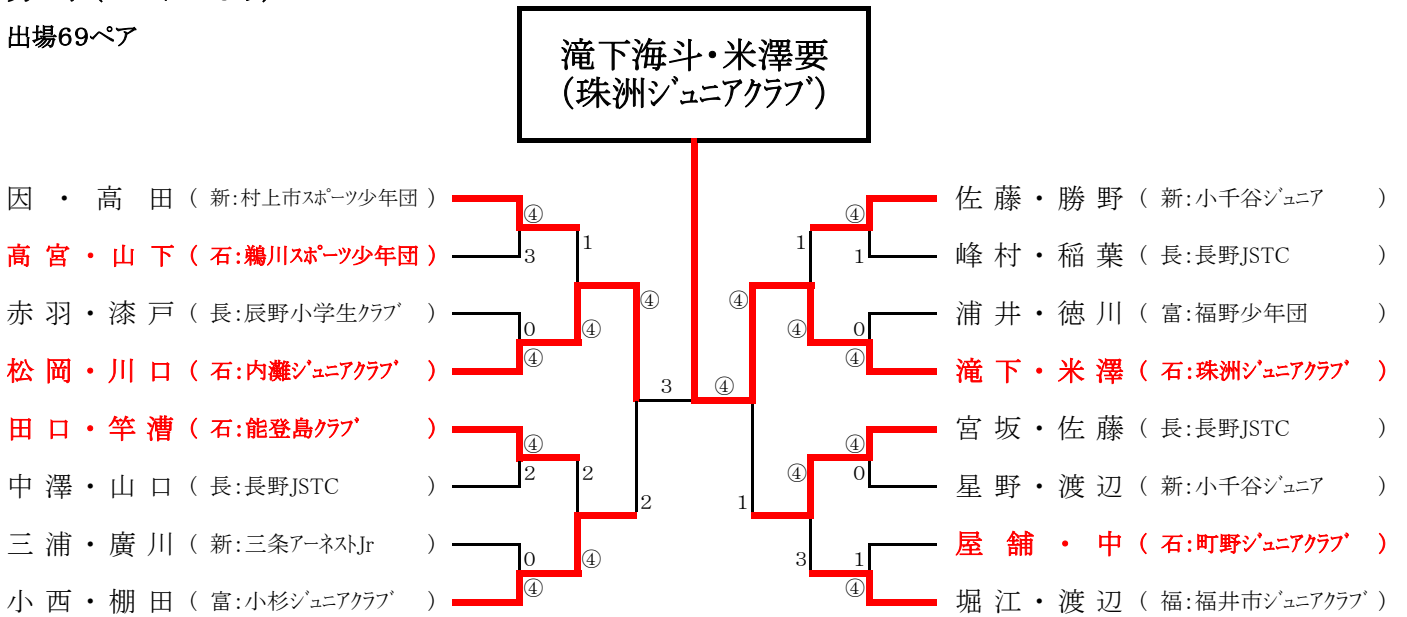 出場69ペア
滝下海斗・米澤要
(珠洲ジュニアクラブ)
因・高田(新:村上市スポーツ少年団)
④
3
高宮・山下(石:鵜川スポーツ少年団)
1
赤羽・漆戸(長:辰野小学生クラブ)
0
④
松岡・川口(石:内灘ジュニアクラブ)
④
④
田口・竿漕(石:能登島クラブ)
④
2
中澤・山口(長:長野JSTC)
2
三浦・廣川(新:三条アーネストJr)
0
④
小西・棚田(富:小杉ジュニアクラブ)
④
2
3
④
佐藤・勝野(新:小千谷ジュニア)
④
1
峰村・稲葉(長:長野JSTC)
1
浦井・徳川(富:福野少年団)
0
④
滝下・米澤(石:珠洲ジュニアクラブ)
④
④
宮坂・佐藤(長:長野JSTC)
④
0
星野・渡辺(新:小千谷ジュニア)
④
屋舗・中(石:町野ジュニアクラブ)
1
④
堀江・渡辺(福:福井市ジュニアクラブ)
3
1